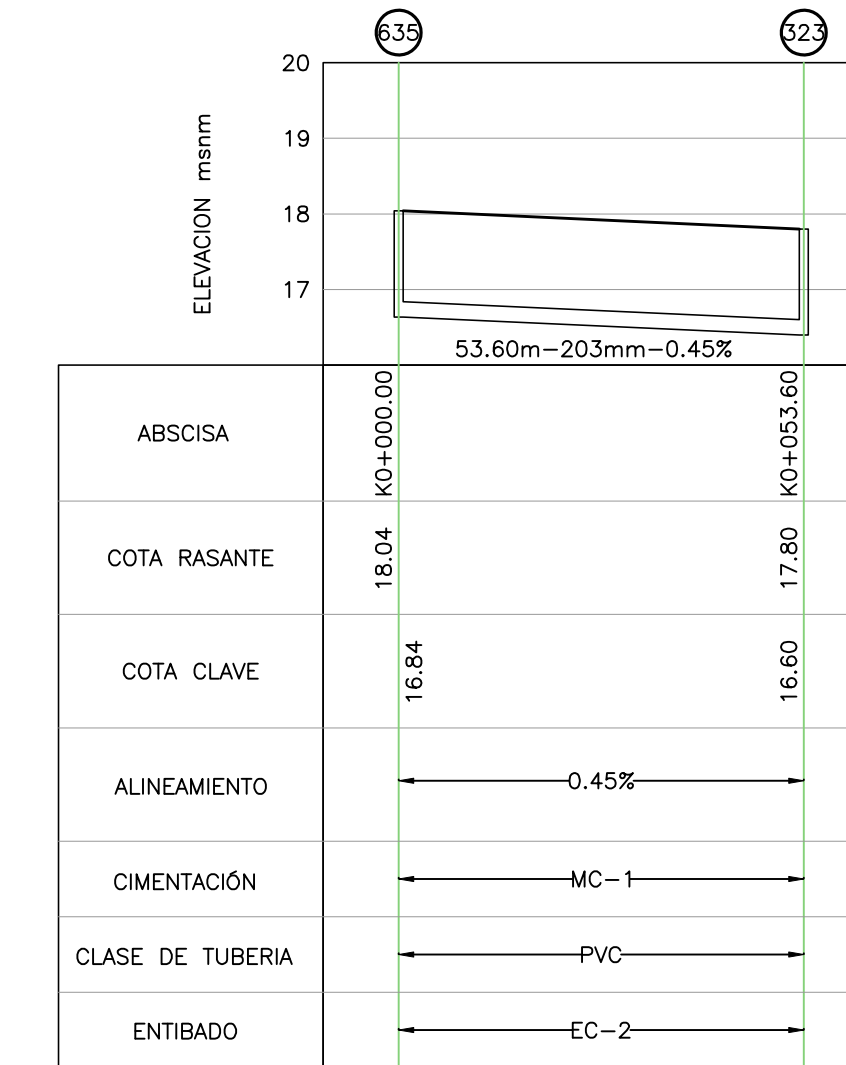 635
323
20
19
18
17
ELEVACION msnm
53.60m-203mm-0.45%
ABSCISA
K0+000.00
K0+053.60
COTA RASANTE
18.04
17.80
COTA CLAVE
16.84
16.60
ALINEAMIENTO
0.45%
CIMENTACIÓN
MC-1
CLASE DE TUBERIA
PVC
ENTIBADO
EC-2